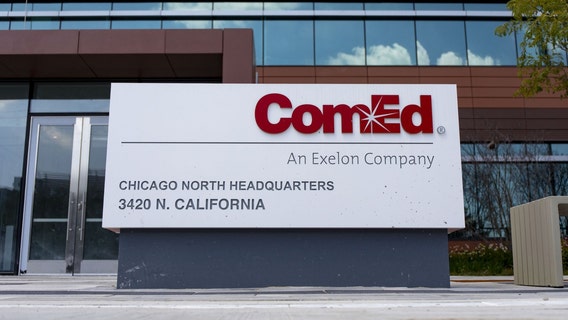 ComEd®
An Exelon Company
CHICAGO NORTH HEADQUARTERS
3420 N. CALIFORNIA